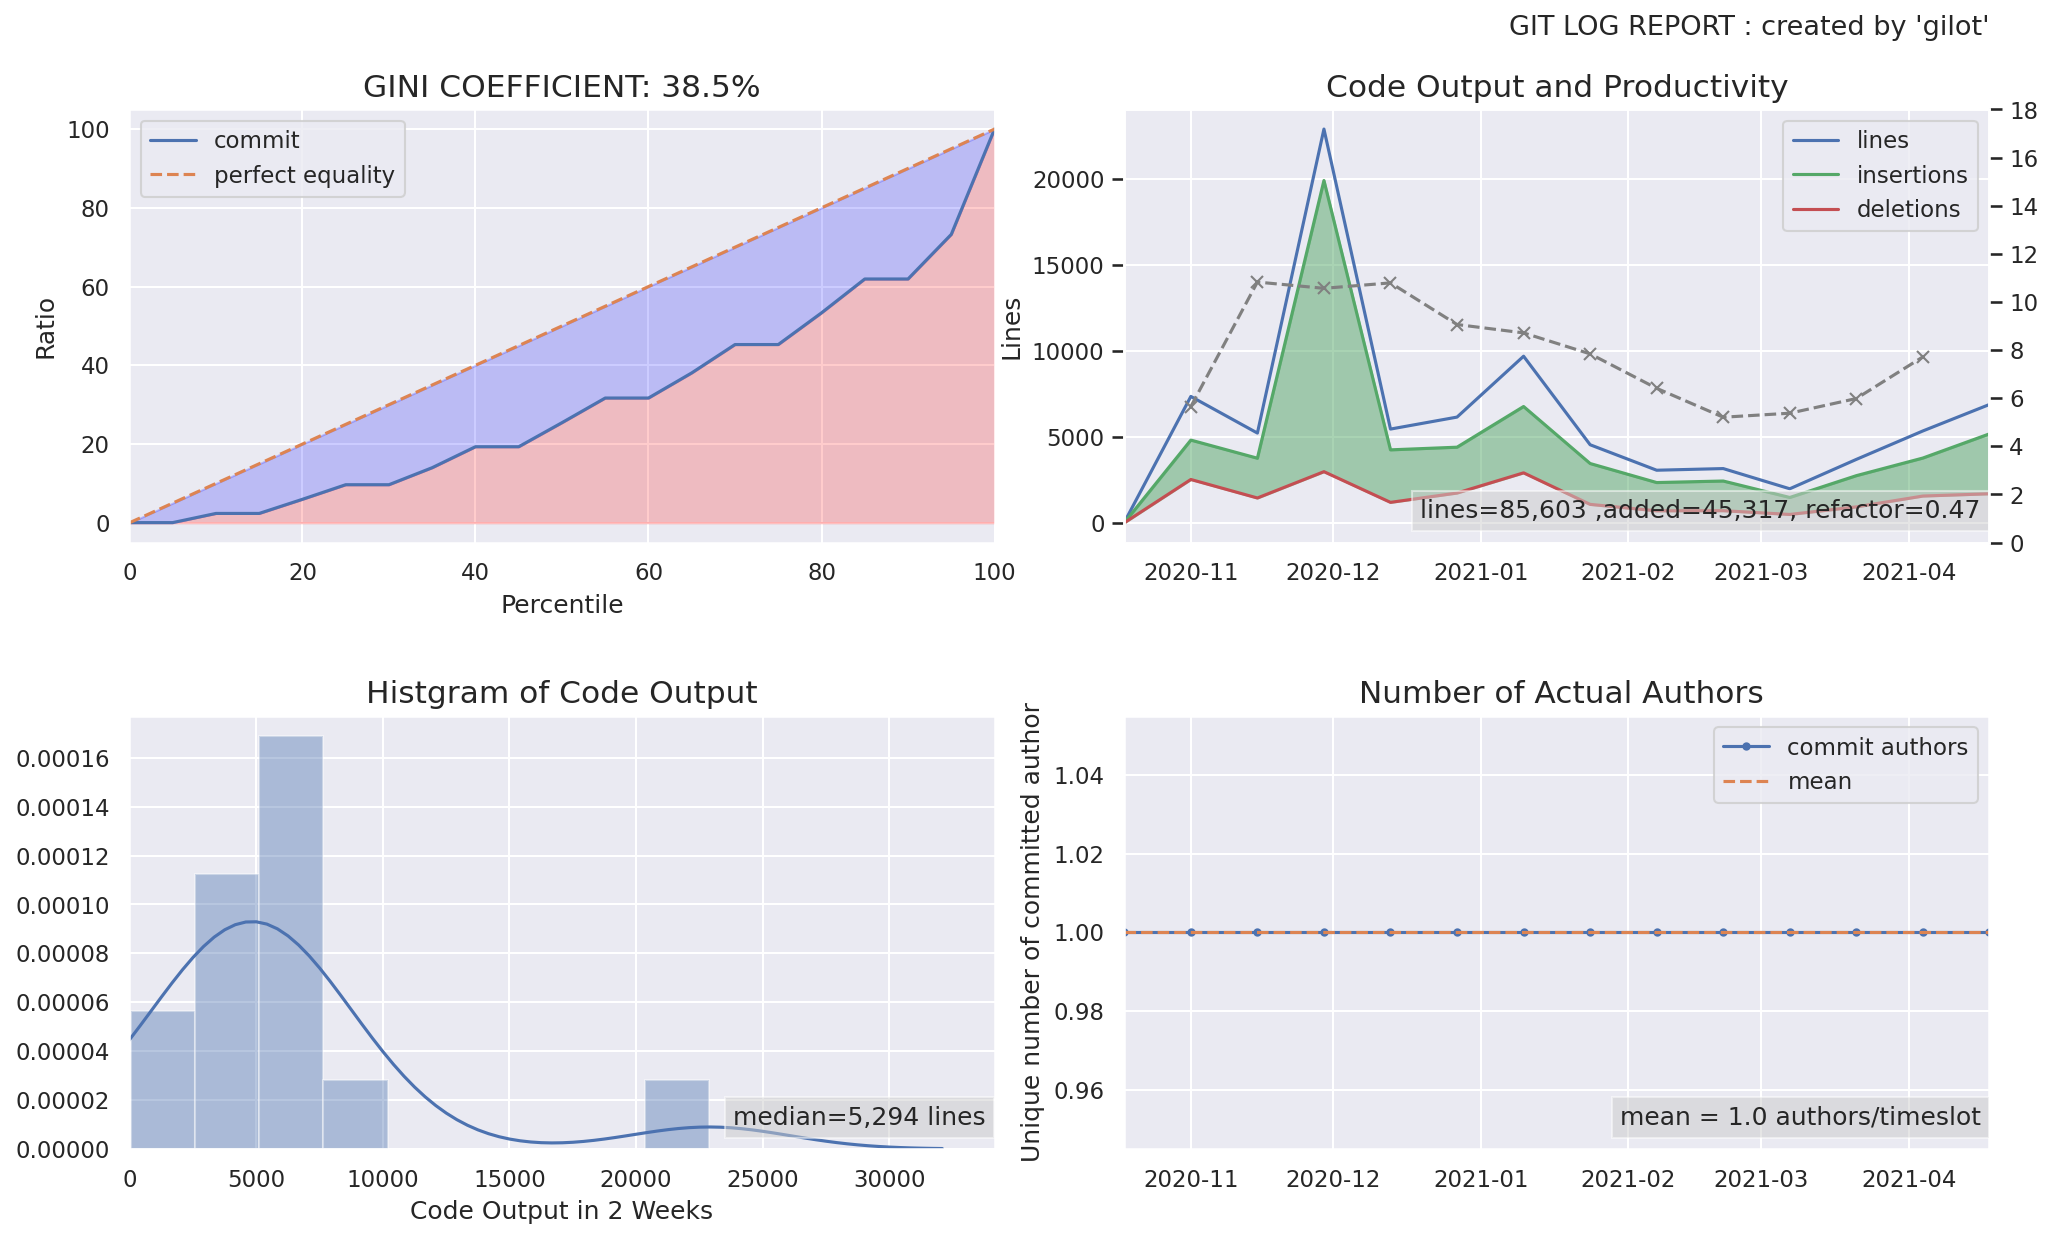 GIT LOG REPORT : created by 'gilot'
GINI COEFFICIENT: 38.5%
commit
perfect equality
100
80
60
40
20
0
Ratio
0 20 40 60 80 100
Percentile
Code Output and Productivity
lines
insertions
deletions
20000
15000
10000
5000
0
Lines
18
16
14
12
10
8
6
4
2
0
lines=85,603 ,added=45,317, refactor=0.47
2020-11 2020-12 2021-01 2021-02 2021-03 2021-04
Histgram of Code Output
0.00016
0.00014
0.00012
0.00010
0.00008
0.00006
0.00004
0.00002
0.00000
median=5,294 lines
0 5000 10000 15000 20000 25000 30000
Code Output in 2 Weeks
Number of Actual Authors
commit authors
mean
Unique number of committed author
1.04
1.02
1.00
0.98
0.96
mean = 1.0 authors/timeslot
2020-11 2020-12 2021-01 2021-02 2021-03 2021-04